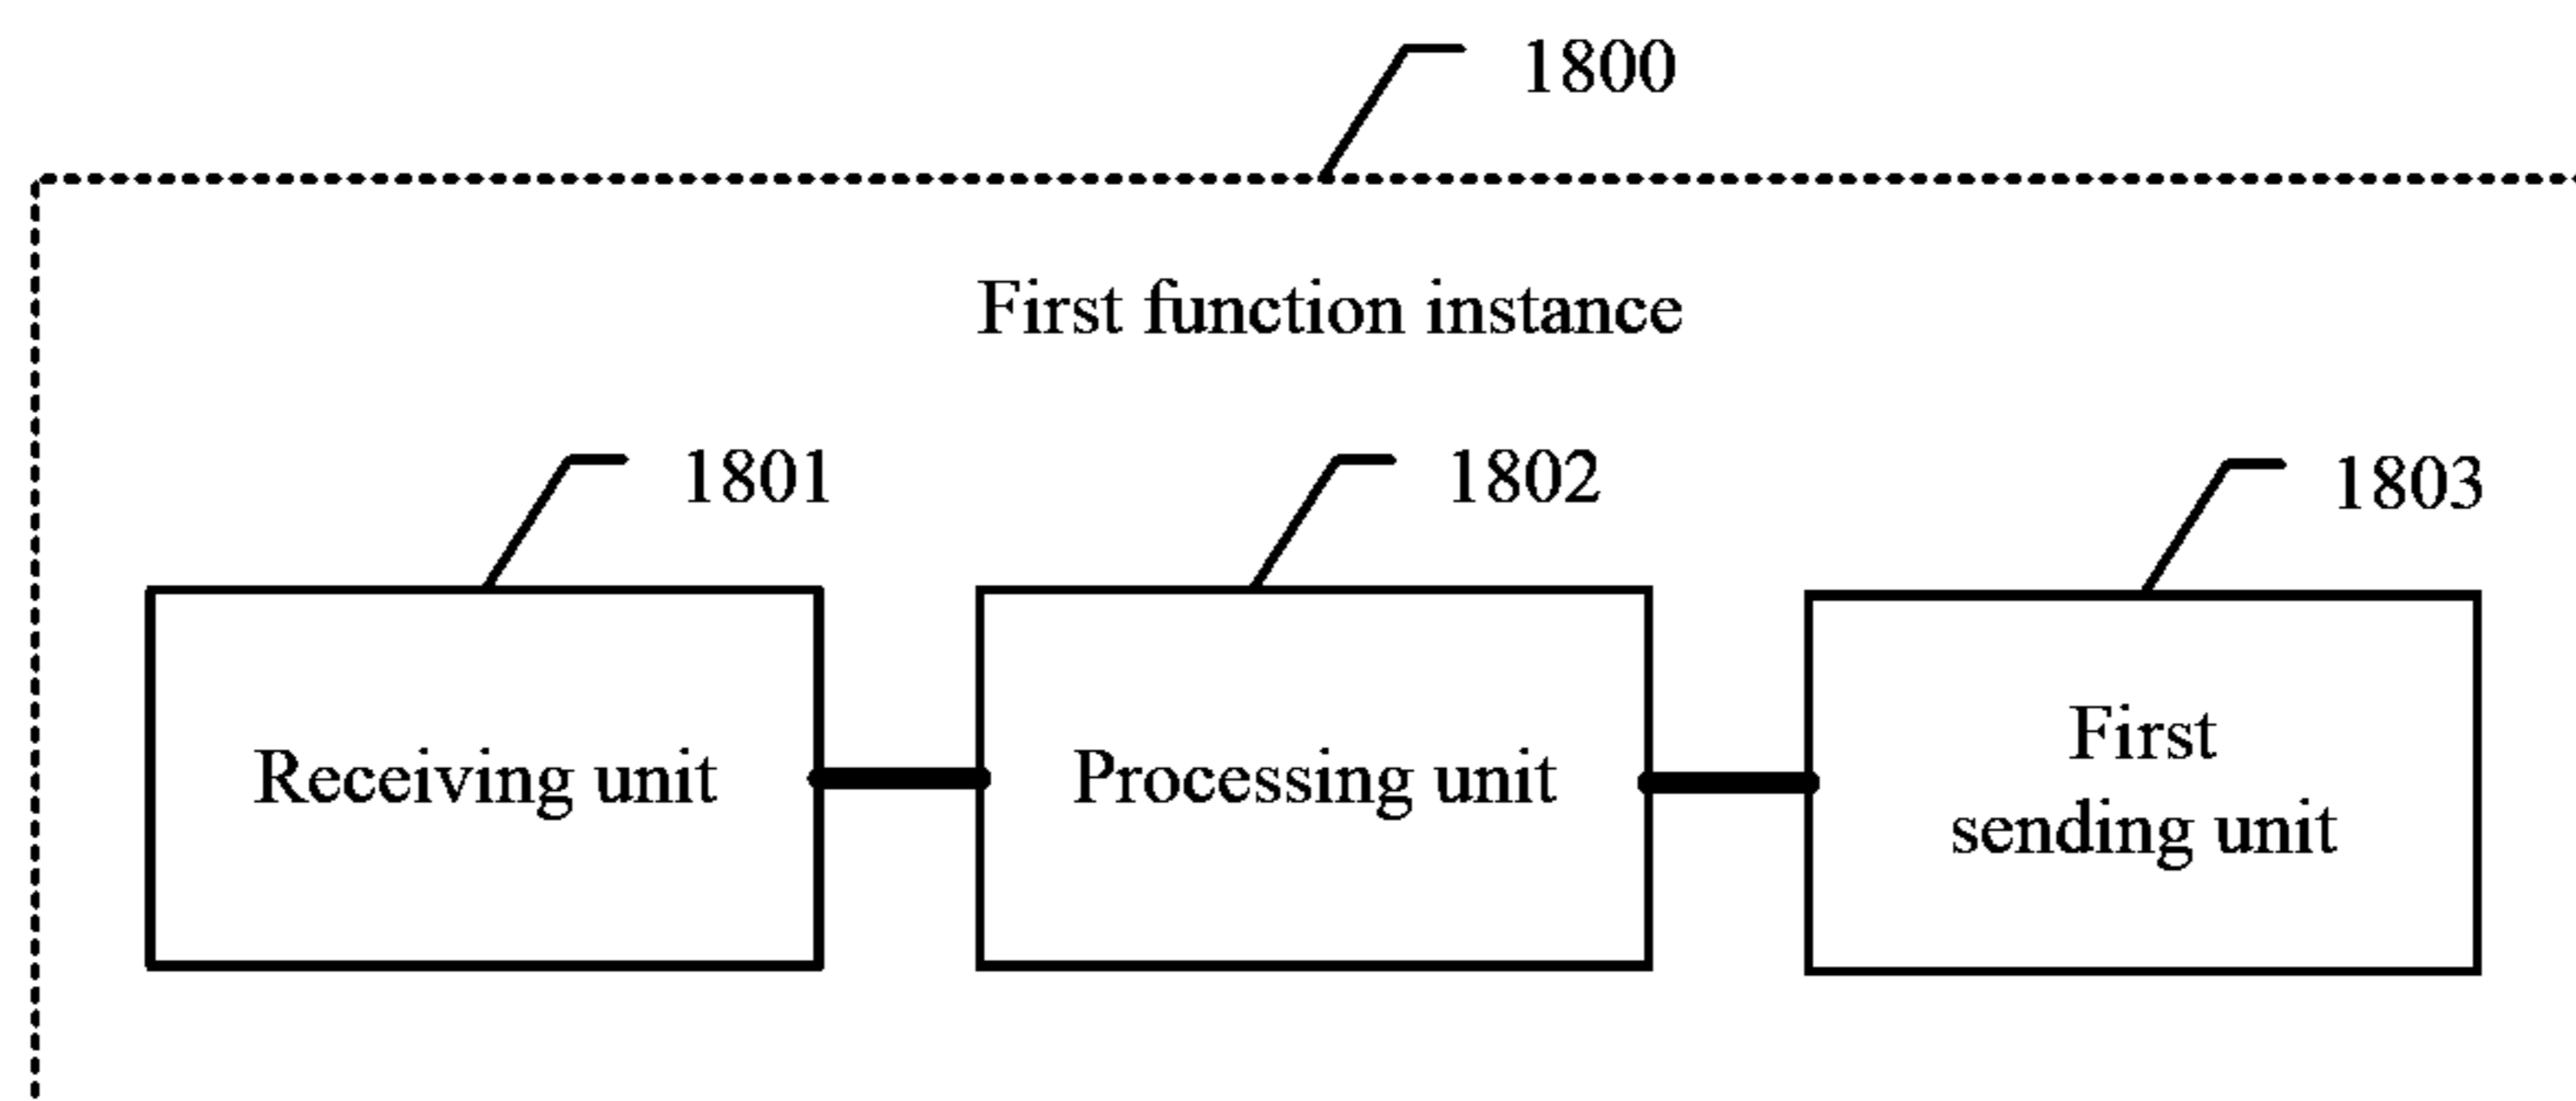 1800
First function instance
1801
1802
1803
Receiving unit
Processing unit
First
sending unit